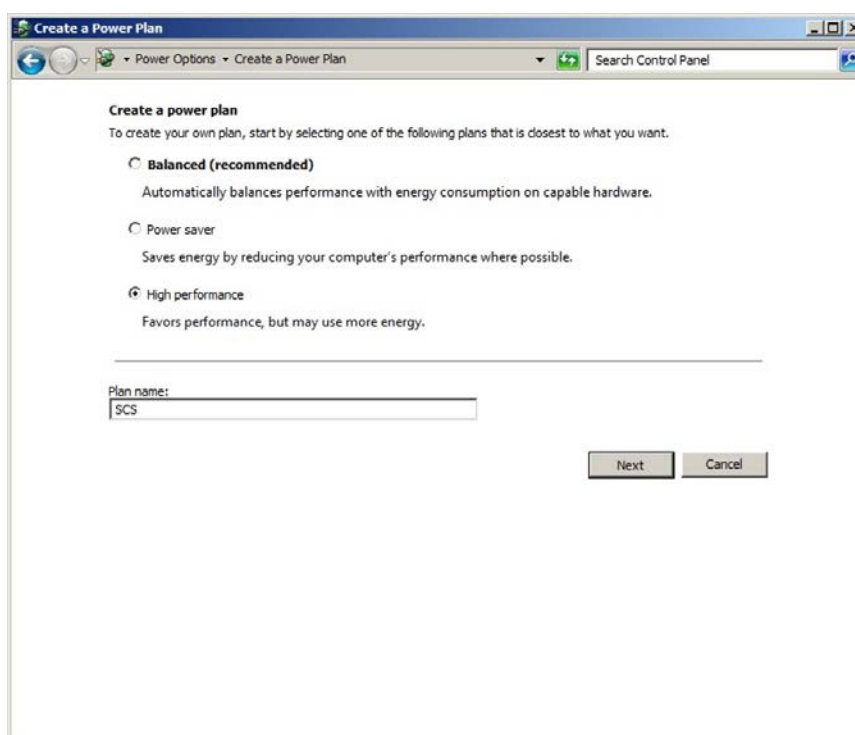 Create a Power Plan
Power Options Create a Power Plan
Search Control Panel
Create a power plan
To create your own plan, start by selecting one of the following plans that is closest to what you want.
Balanced (recommended)
Automatically balances performance with energy consumption on capable hardware.
Power saver
Saves energy by reducing your computer's performance where possible.
High performance
Favors performance, but may use more energy.
Plan name:
SCS
Next Cancel